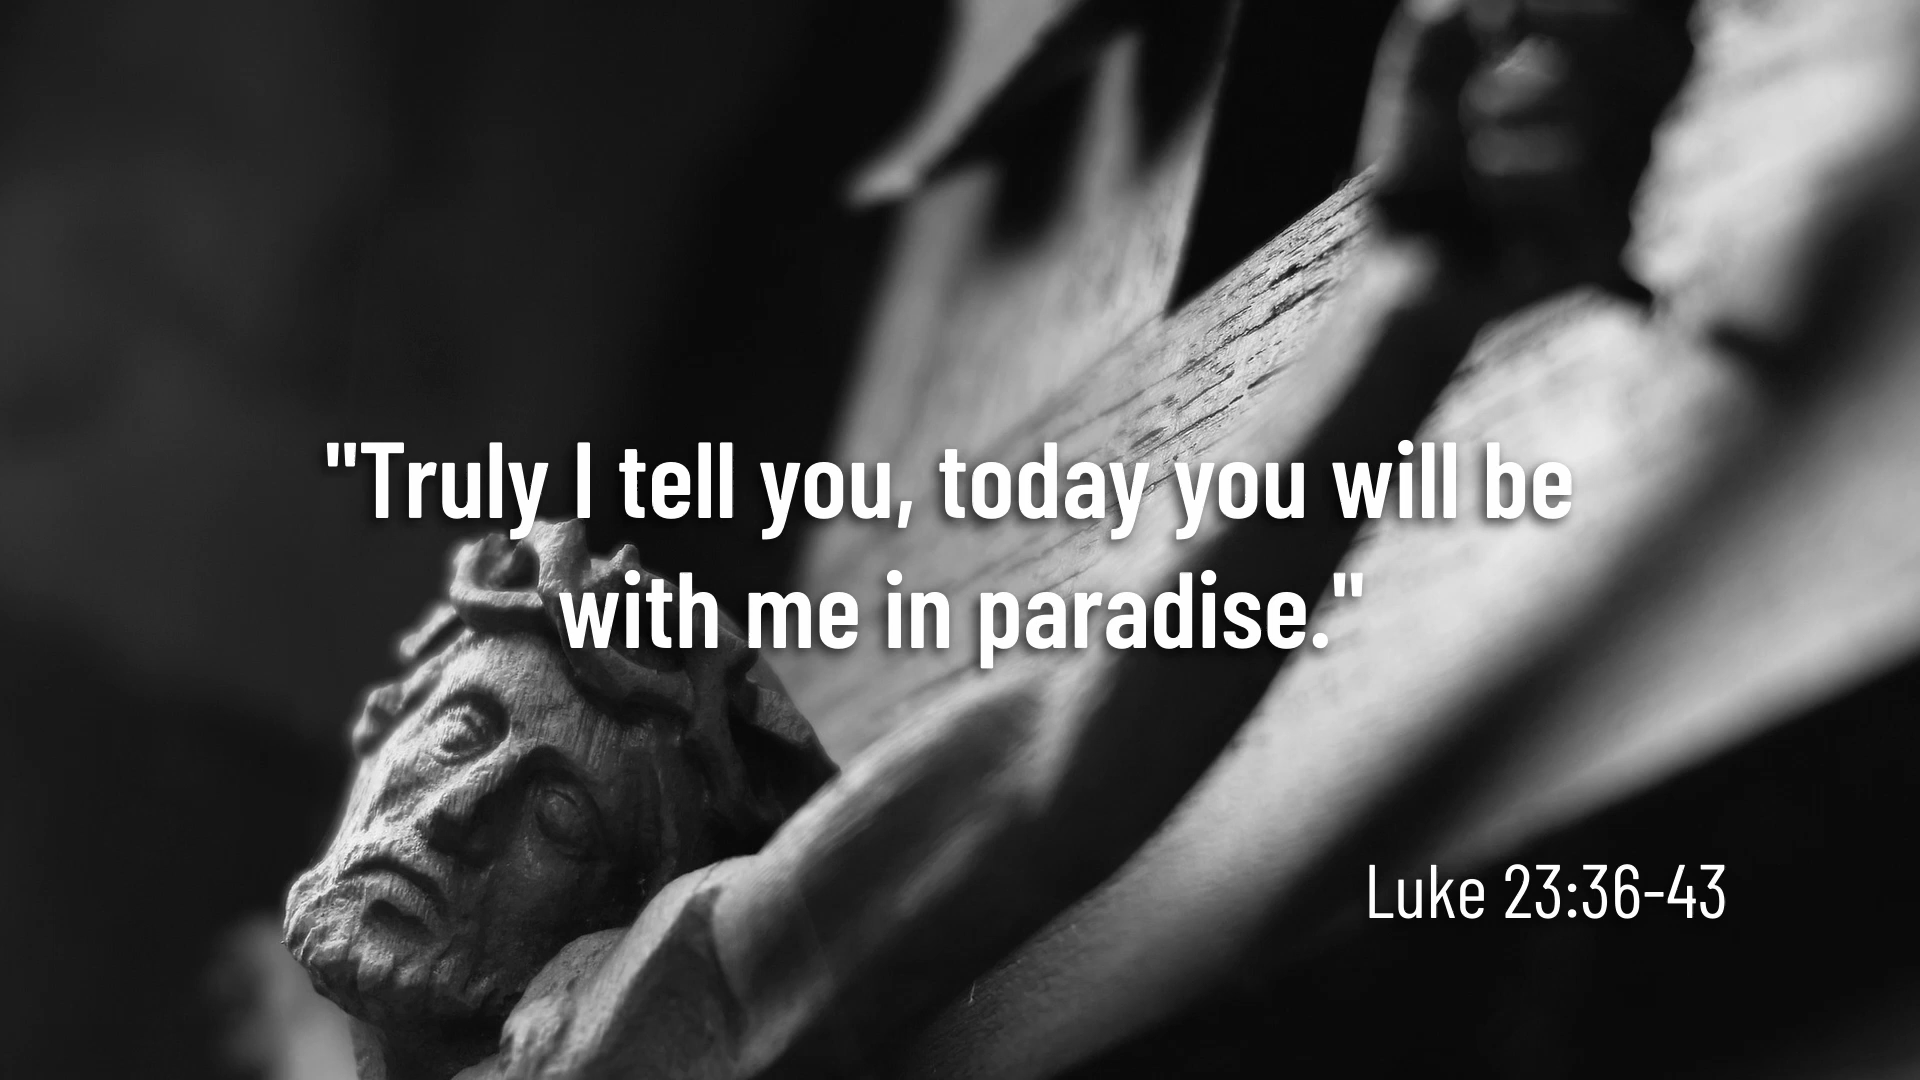 "Truly I tell you, today you will be
with me in paradise."
Luke 23:36-43